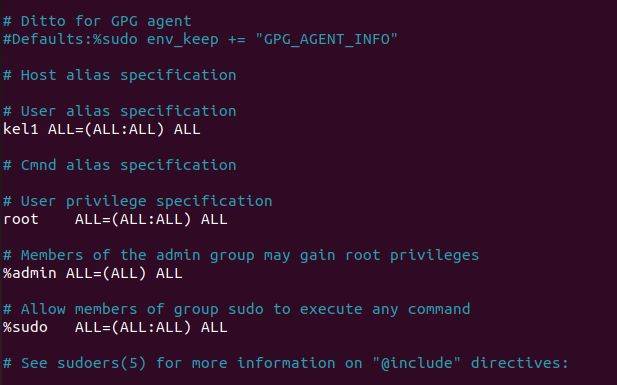 # Ditto for GPG agent
#Defaults:%sudo env_keep += "GPG_AGENT_INFO"
# Host alias specification
# User alias specification
kel1 ALL=(ALL:ALL) ALL
# Cmnd alias specification
# User privilege specification
root    ALL=(ALL:ALL) ALL
# Members of the admin group may gain root privileges
%admin ALL=(ALL) ALL
# Allow members of group sudo to execute any command
%sudo   ALL=(ALL:ALL) ALL
# See sudoers(5) for more information on "@include" directives: